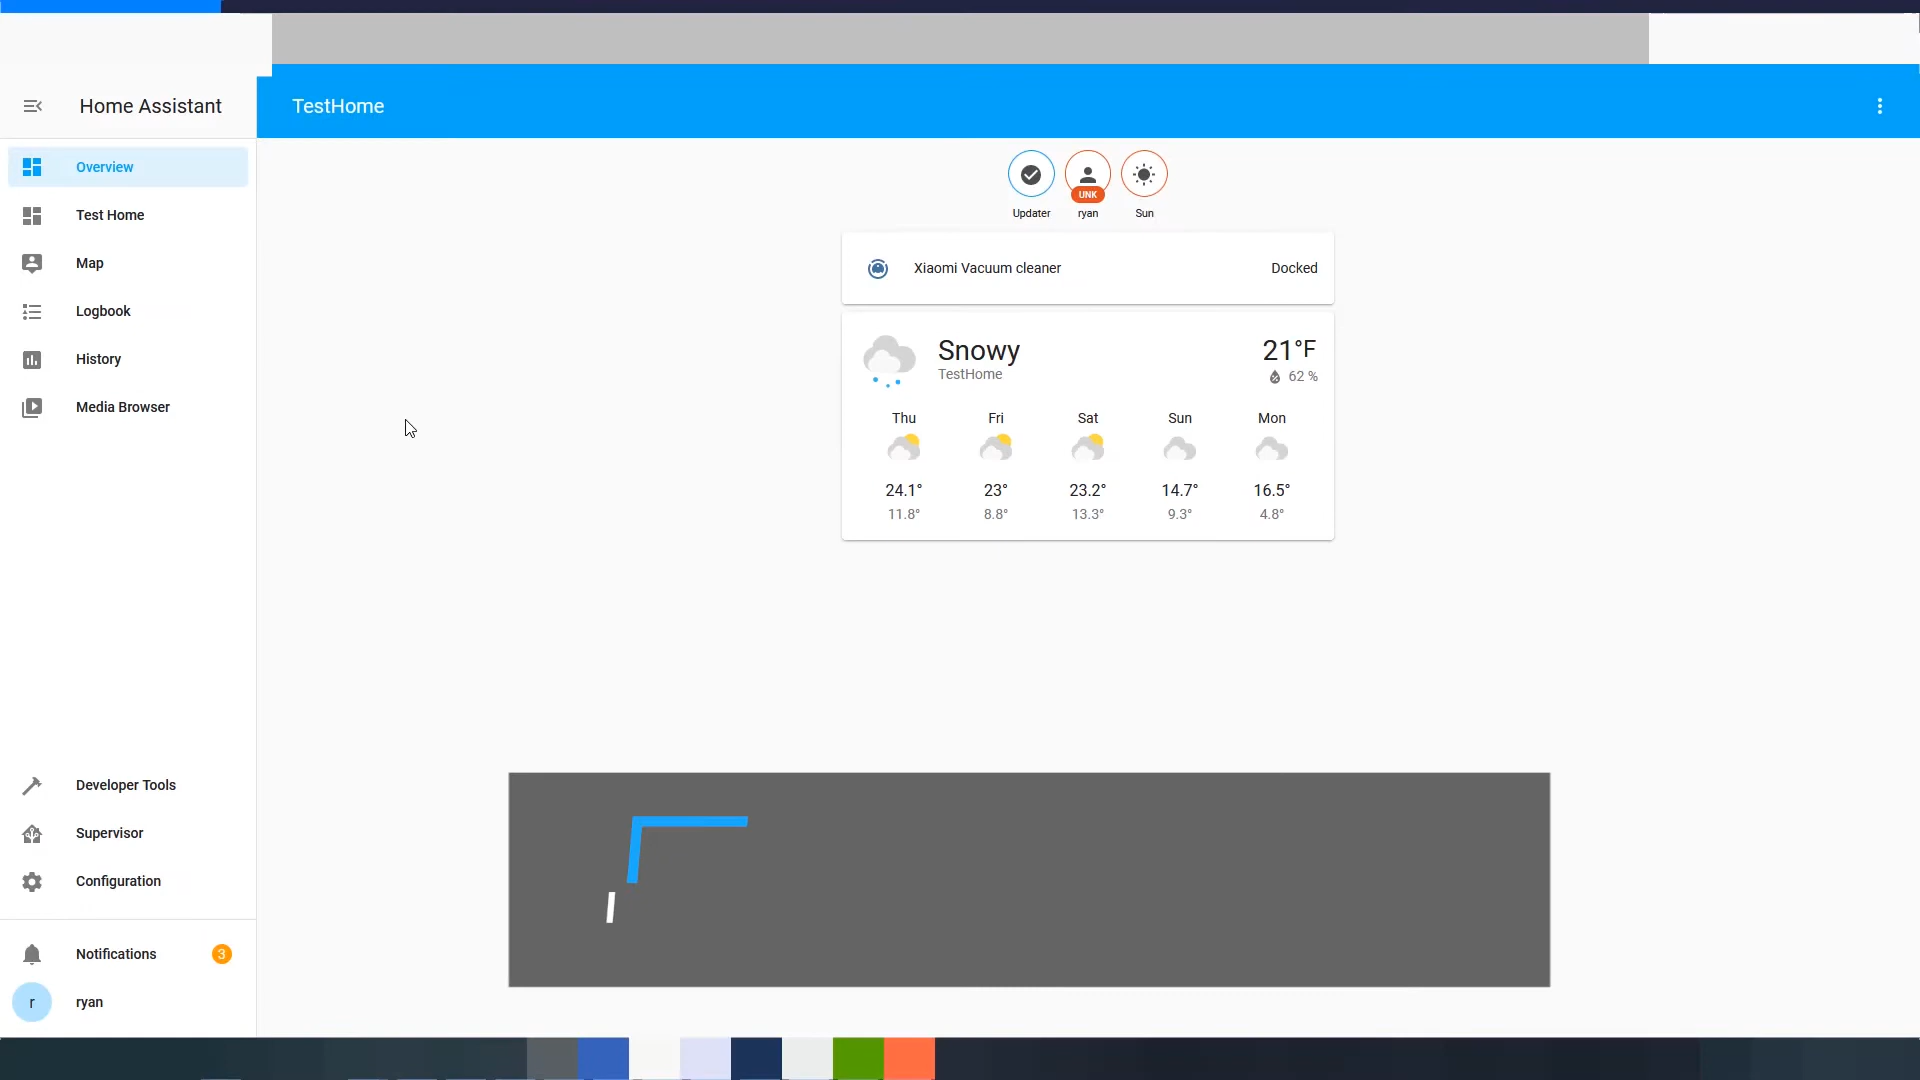 Home Assistant
TestHome
Overview
Test Home
Map
Logbook
History
Media Browser
Developer Tools
Supervisor
Configuration
Notifications 3
r ryan
UNK
Updater ryan Sun
Xiaomi Vacuum cleaner Docked
Snowy 21°F
TestHome 62 %
Thu Fri Sat Sun Mon
24.1° 23° 23.2° 14.7° 16.5°
11.8° 8.8° 13.3° 9.3° 4.8°